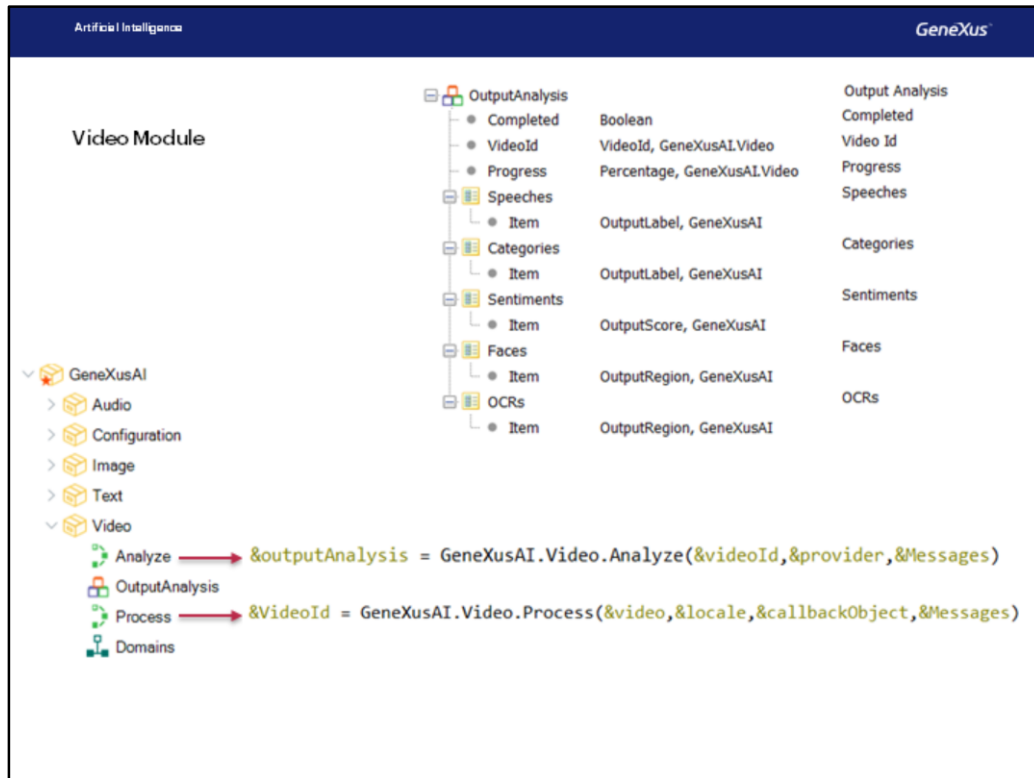 Artificial Intelligence
GeneXus™
Video Module
OutputAnalysis Output Analysis
Completed Boolean Completed
VideoId VideoId, GeneXusAI.Video Video Id
Progress Percentage, GeneXusAI.Video Progress
Speeches Speeches
Item OutputLabel, GeneXusAI
Categories Categories
Item OutputLabel, GeneXusAI
Sentiments Sentiments
Item OutputScore, GeneXusAI
Faces Faces
Item OutputRegion, GeneXusAI
OCRs OCRs
Item OutputRegion, GeneXusAI
GeneXusAI
Audio
Configuration
Image
Text
Video
Analyze &outputAnalysis = GeneXusAI.Video.Analyze(&videoId,&provider,&Messages)
OutputAnalysis
Process &VideoId = GeneXusAI.Video.Process(&video,&locale,&callbackObject,&Messages)
Domains